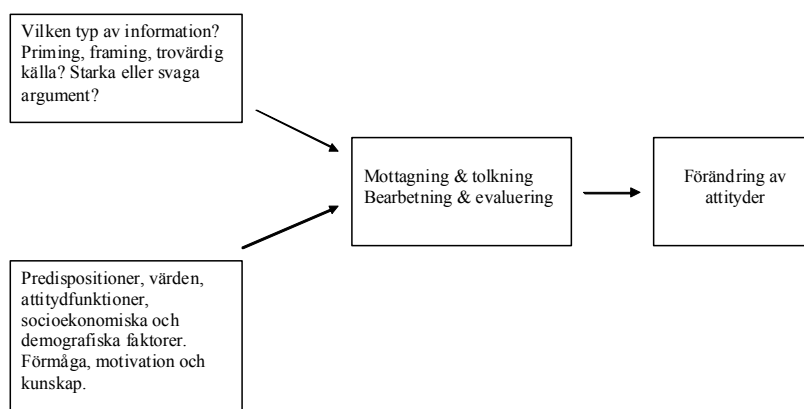 Vilken typ av information?
Priming, framing, trovärdig
källa? Starka eller svaga
argument?
Mottagning & tolkning
Bearbetning & evaluering
Förändring av
attityder
Predispositioner, värden,
attitydfunktioner,
socioekonomiska och
demografiska faktorer.
Förmåga, motivation och
kunskap.